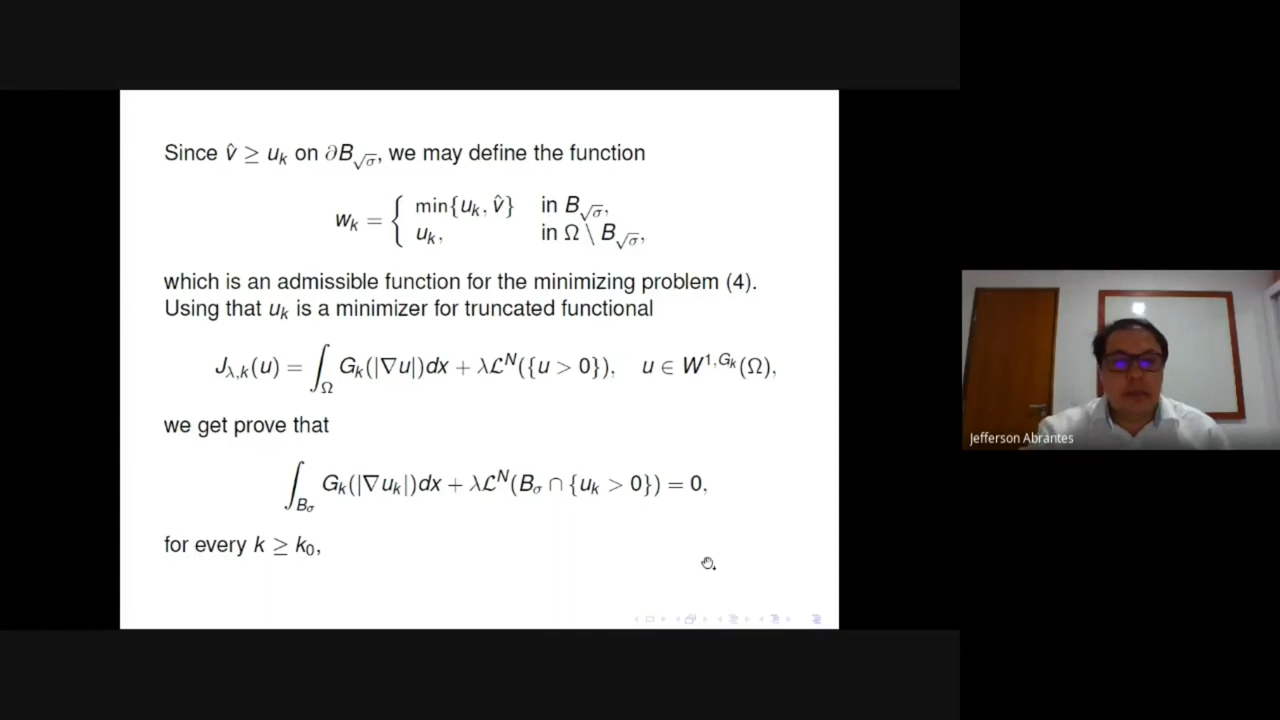 Since v̂ ≥ u_k on ∂B_{√σ}, we may define the function
w_k = { min{u_k, v̂} in B_{√σ},
u_k, in Ω \ B_{√σ},
which is an admissible function for the minimizing problem (4).
Using that u_k is a minimizer for truncated functional
J_{λ,k}(u) = ∫_Ω G_k(|∇u|)dx + λℒ^N({u > 0}), u ∈ W^{1,G_k}(Ω),
we get prove that
∫_{B_σ} G_k(|∇u_k|)dx + λℒ^N(B_σ ∩ {u_k > 0}) = 0,
for every k ≥ k_0,
Jefferson Abrantes